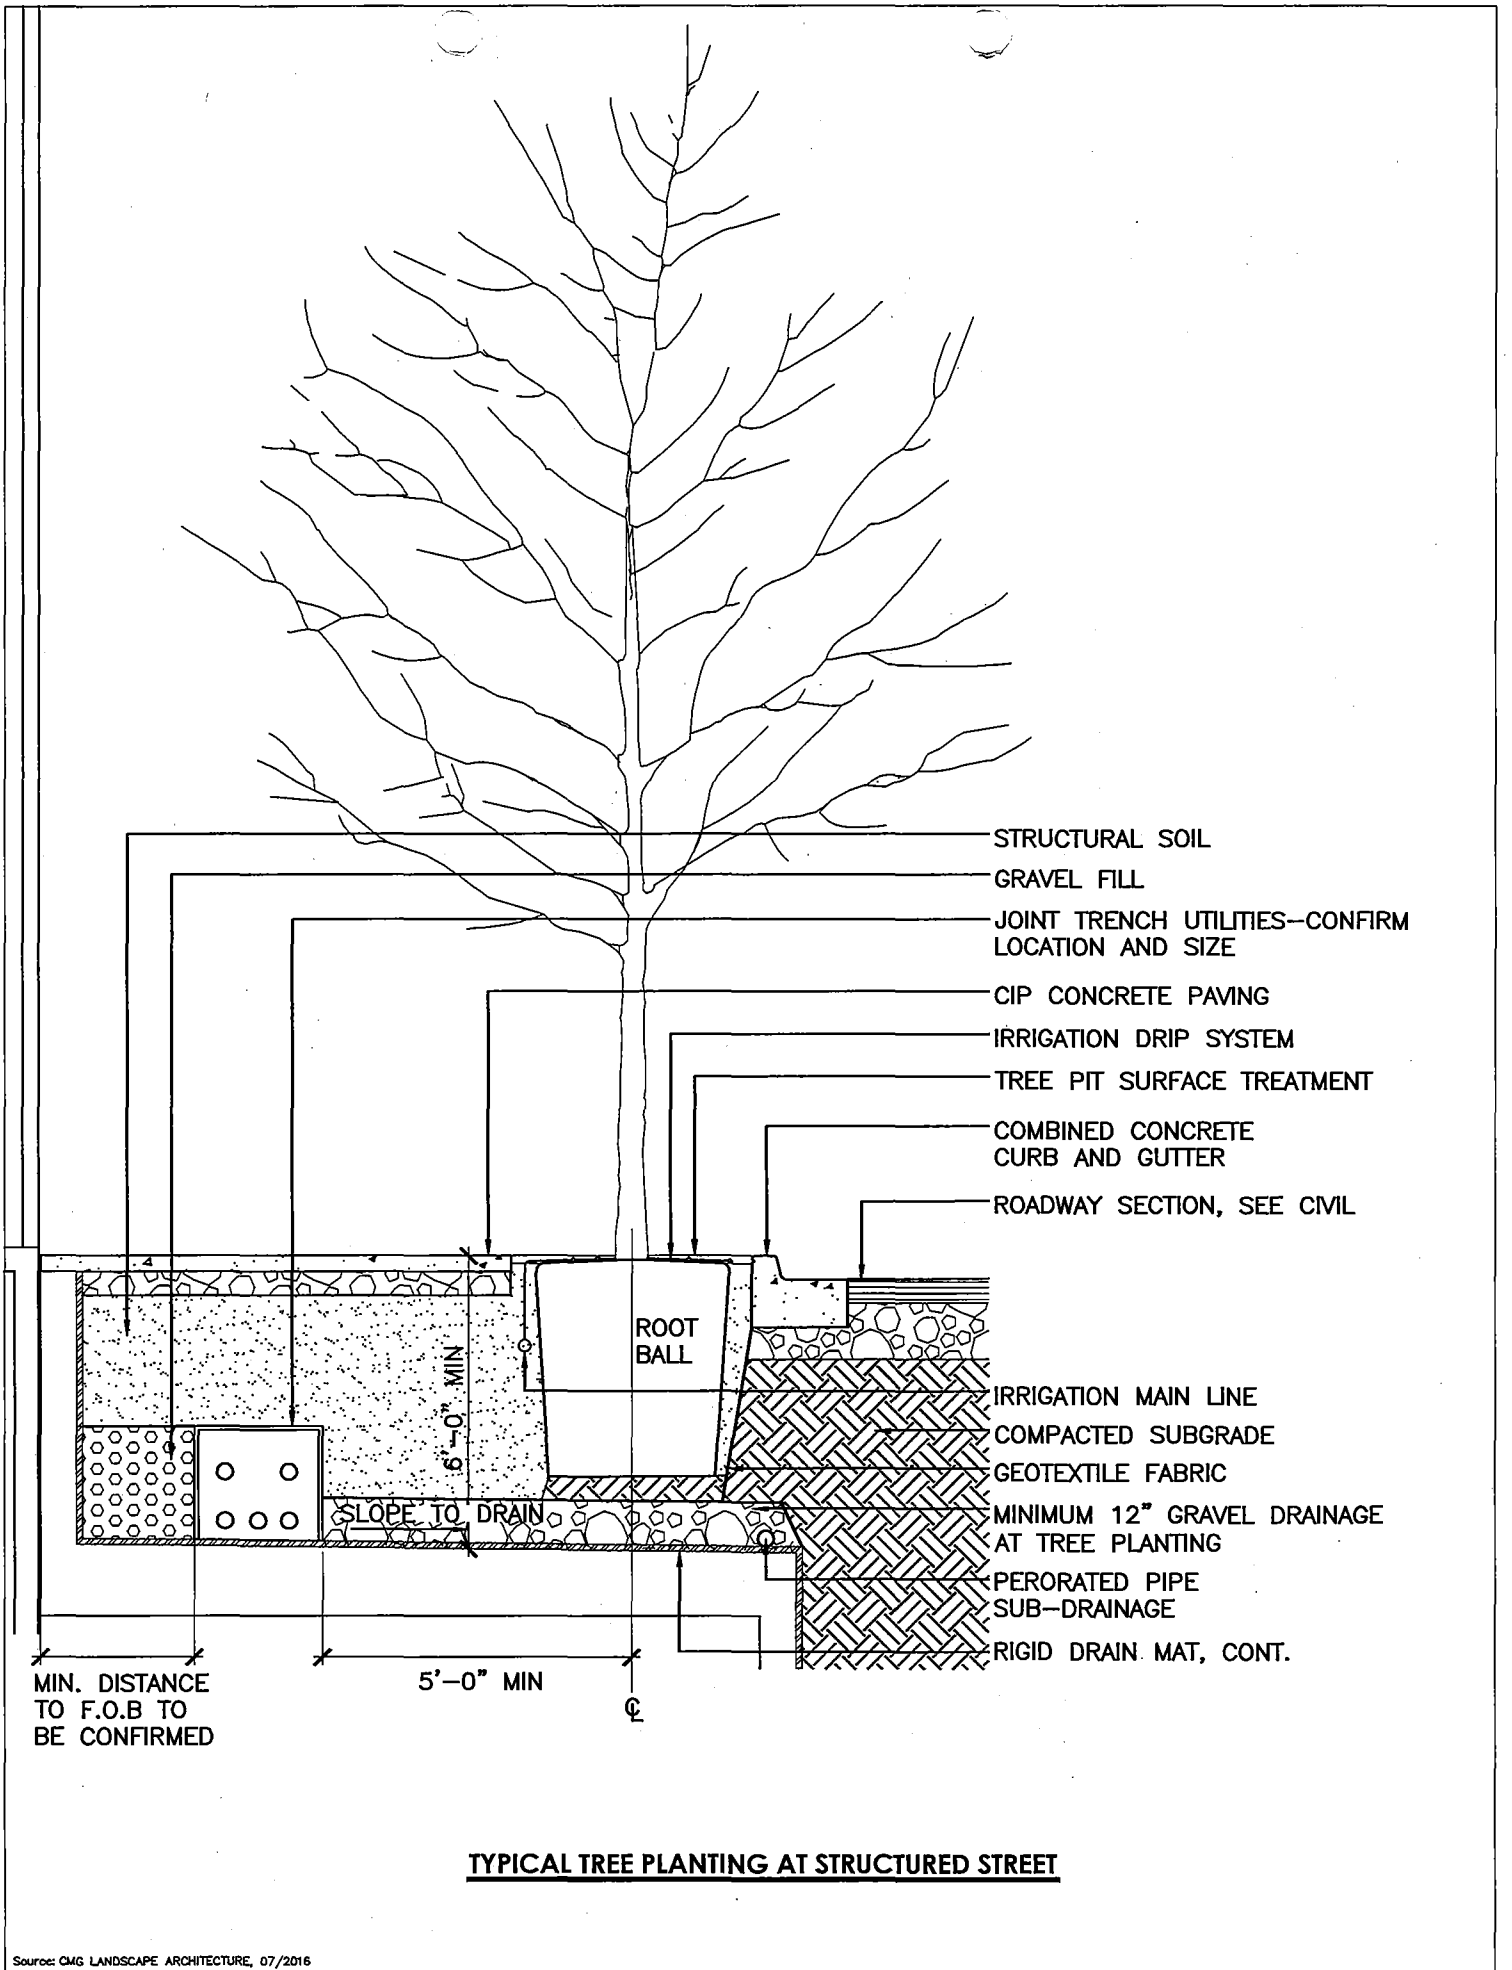 STRUCTURAL SOIL
GRAVEL FILL
JOINT TRENCH UTILITIES-CONFIRM
LOCATION AND SIZE
CIP CONCRETE PAVING
IRRIGATION DRIP SYSTEM
TREE PIT SURFACE TREATMENT
COMBINED CONCRETE
CURB AND GUTTER
ROADWAY SECTION, SEE CIVIL
ROOT
BALL
6'-0" MIN
IRRIGATION MAIN LINE
COMPACTED SUBGRADE
GEOTEXTILE FABRIC
SLOPE TO DRAIN
MINIMUM 12" GRAVEL DRAINAGE
AT TREE PLANTING
PERORATED PIPE
SUB-DRAINAGE
RIGID DRAIN MAT, CONT.
MIN. DISTANCE
TO F.O.B TO
BE CONFIRMED
5'-0" MIN
℄
TYPICAL TREE PLANTING AT STRUCTURED STREET
Source: CMG LANDSCAPE ARCHITECTURE, 07/2016